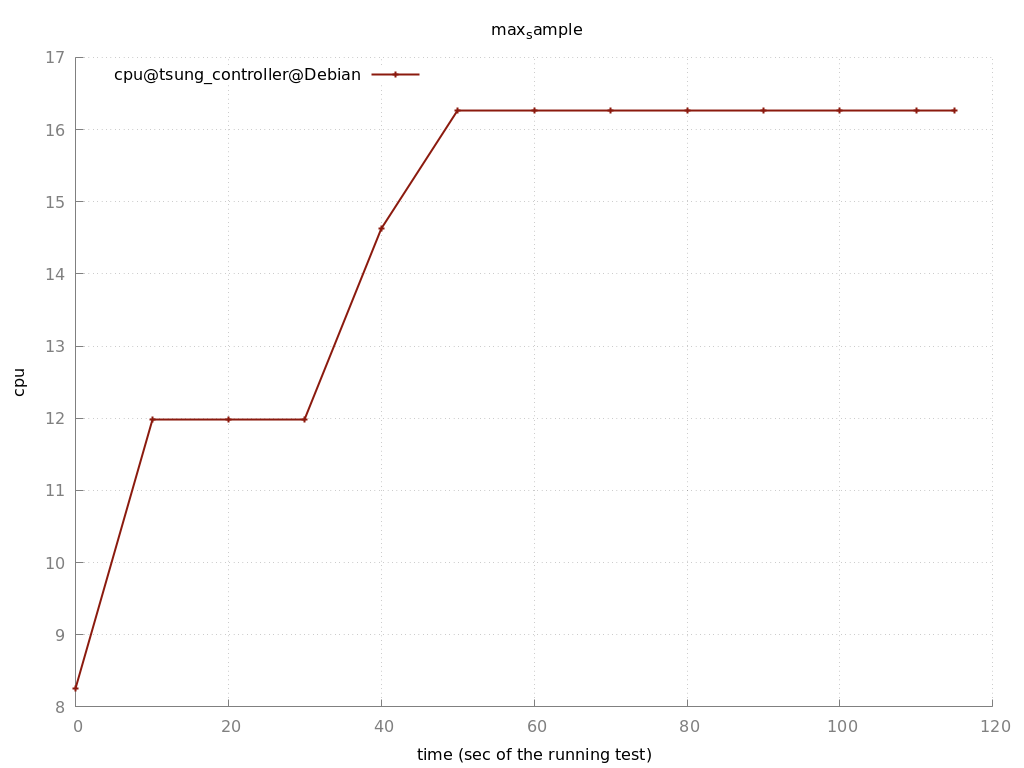 max_sample
17
cpu@tsung_controller@Debian
16
15
14
13
cpu
12
11
10
9
8
0 20 40 60 80 100 120
time (sec of the running test)